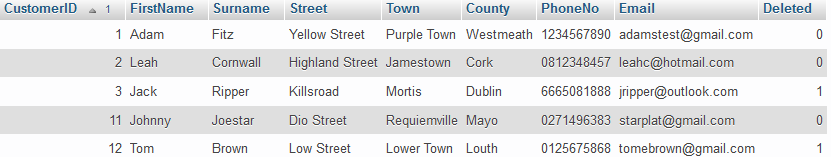 CustomerID 1 FirstName Surname Street Town County PhoneNo Email Deleted
1 Adam Fitz Yellow Street Purple Town Westmeath 1234567890 adamstest@gmail.com 0
2 Leah Cornwall Highland Street Jamestown Cork 0812348457 leahc@hotmail.com 0
3 Jack Ripper Killsroad Mortis Dublin 6665081888 jripper@outlook.com 1
11 Johnny Joestar Dio Street Requiemville Mayo 0271496383 starplat@gmail.com 0
12 Tom Brown Low Street Lower Town Louth 0125675868 tomebrown@gmail.com 1